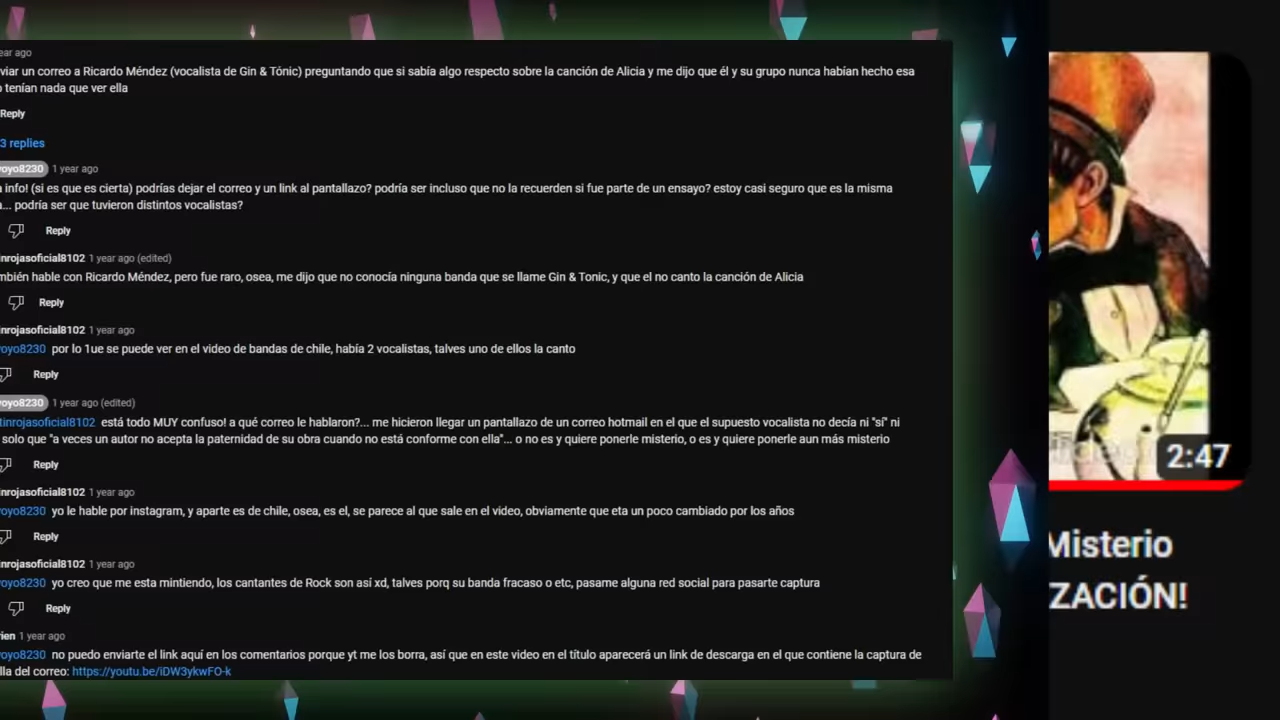 ear ago
viar un correo a Ricardo Méndez (vocalista de Gin & Tónic) preguntando que si sabía algo respecto sobre la canción de Alicia y me dijo que él y su grupo nunca habían hecho esa
o tenían nada que ver ella
Reply
3 replies
yoyo8230 1 year ago
a info! (si es que es cierta) podrías dejar el correo y un link al pantallazo? podría ser incluso que no la recuerden si fue parte de un ensayo? estoy casi seguro que es la misma
a... podría ser que tuvieron distintos vocalistas?
Reply
inrojasoficial8102 1 year ago (edited)
mbién hable con Ricardo Méndez, pero fue raro, osea, me dijo que no conocía ninguna banda que se llame Gin & Tonic, y que el no canto la canción de Alicia
Reply
inrojasoficial8102 1 year ago
yoyo8230 por lo 1ue se puede ver en el video de bandas de chile, había 2 vocalistas, talves uno de ellos la canto
Reply
yoyo8230 1 year ago (edited)
tinrojasoficial8102 está todo MUY confuso! a qué correo le hablaron?... me hicieron llegar un pantallazo de un correo hotmail en el que el supuesto vocalista no decía ni "sí" ni
solo que "a veces un autor no acepta la paternidad de su obra cuando no está conforme con ella"... o no es y quiere ponerle misterio, o es y quiere ponerle aun más misterio
Reply
inrojasoficial8102 1 year ago
yoyo8230 yo le hable por instagram, y aparte es de chile, osea, es el, se parece al que sale en el video, obviamente que eta un poco cambiado por los años
Reply
inrojasoficial8102 1 year ago
yoyo8230 yo creo que me esta mintiendo, los cantantes de Rock son así xd, talves porq su banda fracaso o etc, pasame alguna red social para pasarte captura
Reply
ien 1 year ago
yoyo8230 no puedo enviarte el link aquí en los comentarios porque yt me los borra, así que en este video en el título aparecerá un link de descarga en el que contiene la captura de
lla del correo: https://youtu.be/iDW3ykwFO-k
2:47
Misterio
ZACIÓN!